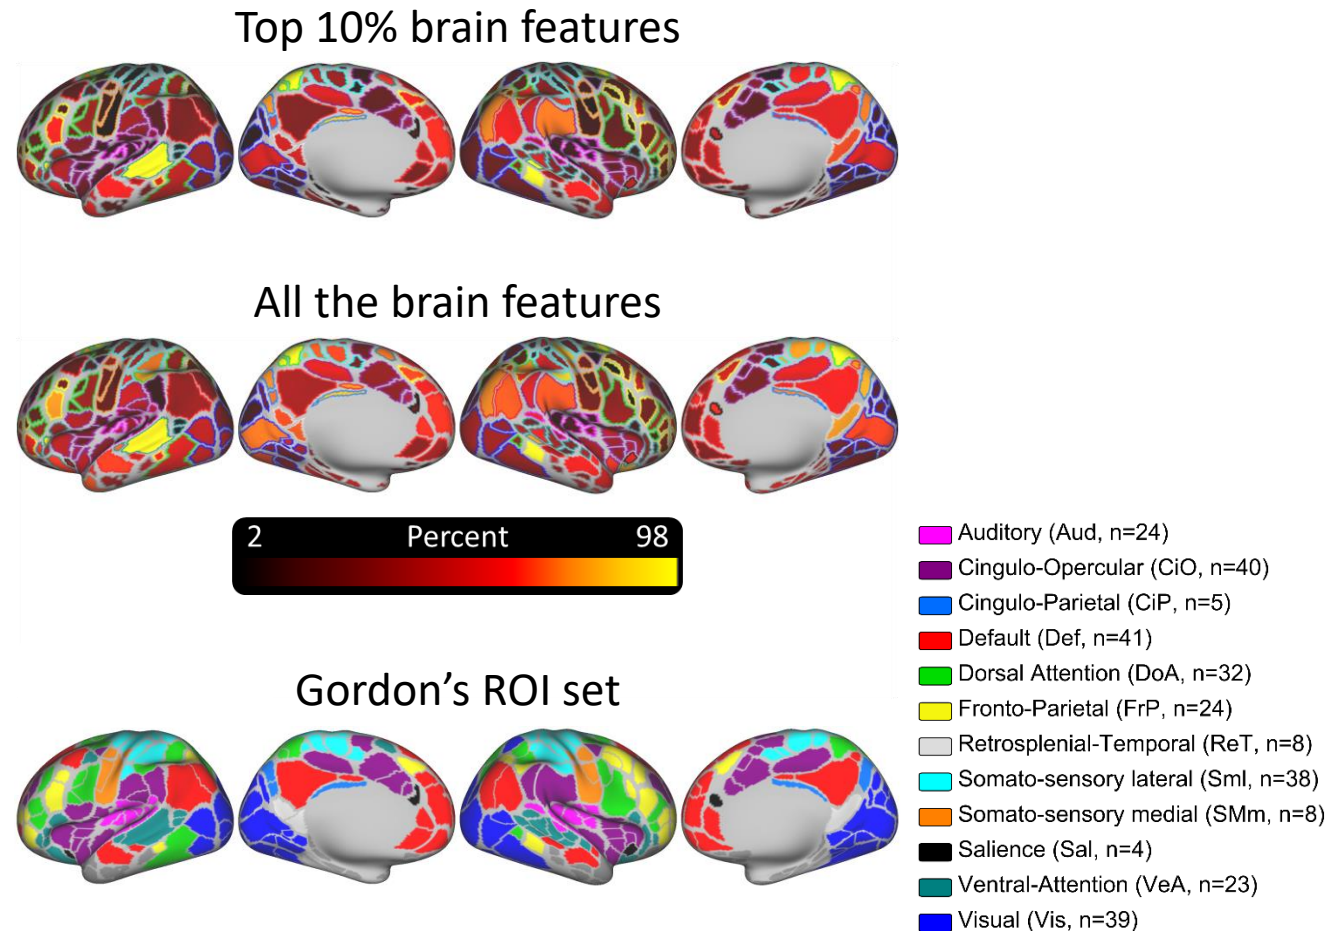 Top 10% brain features
All the brain features
2 Percent 98
Gordon's ROI set
Auditory (Aud, n=24)
Cingulo-Opercular (CiO, n=40)
Cingulo-Parietal (CiP, n=5)
Default (Def, n=41)
Dorsal Attention (DoA, n=32)
Fronto-Parietal (FrP, n=24)
Retrosplenial-Temporal (ReT, n=8)
Somato-sensory lateral (Sml, n=38)
Somato-sensory medial (SMm, n=8)
Salience (Sal, n=4)
Ventral-Attention (VeA, n=23)
Visual (Vis, n=39)